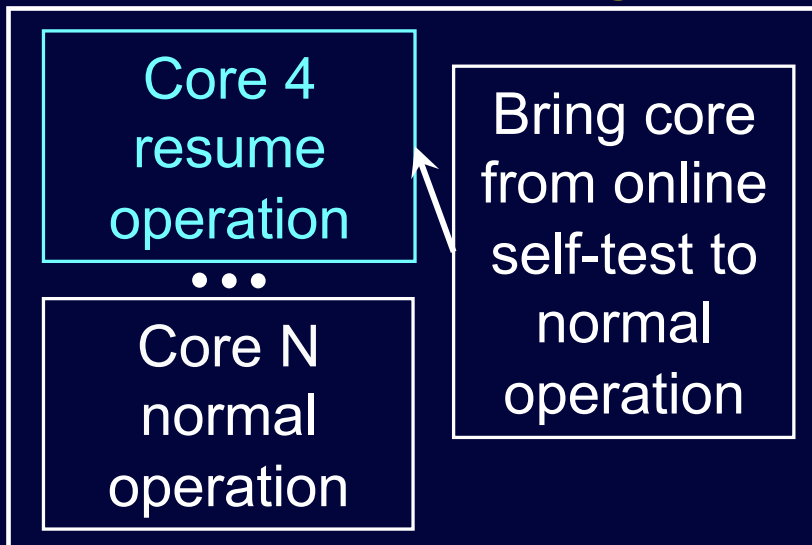 Core 4
resume
operation
...
Core N
normal
operation
Bring core
from online
self-test to
normal
operation